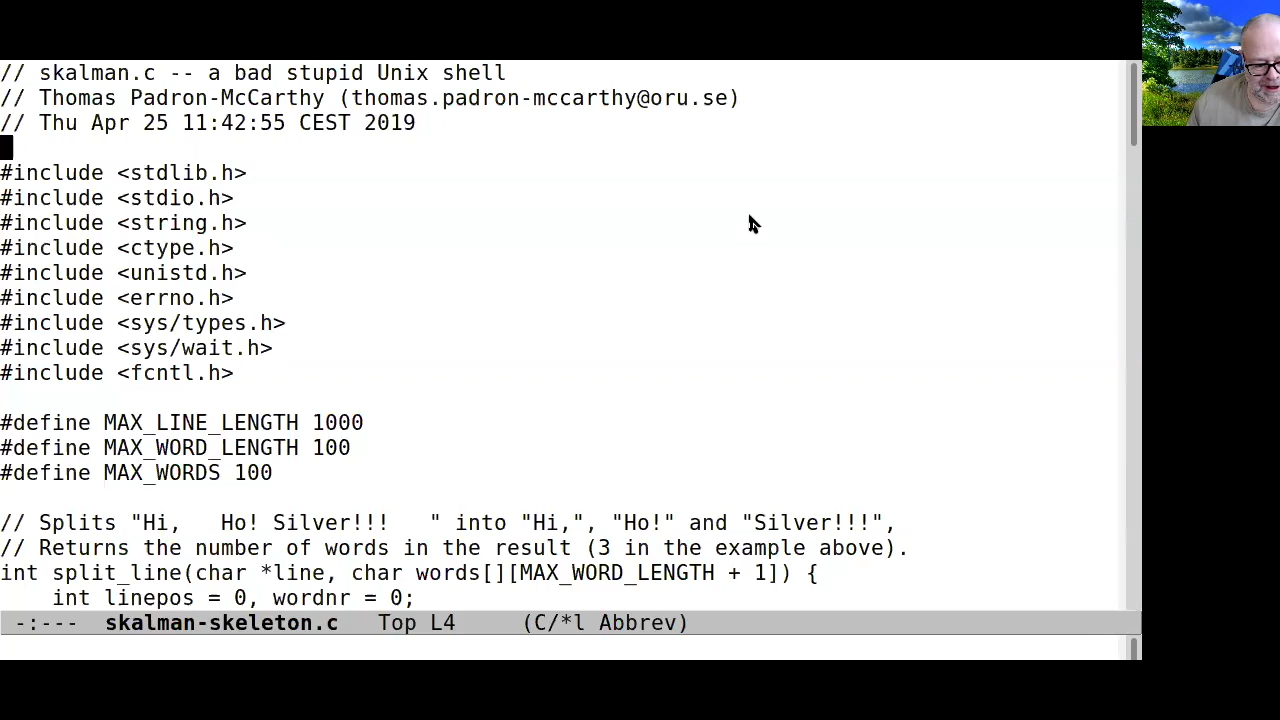 // skalman.c -- a bad stupid Unix shell
// Thomas Padron-McCarthy (thomas.padron-mccarthy@oru.se)
// Thu Apr 25 11:42:55 CEST 2019
#include <stdlib.h>
#include <stdio.h>
#include <string.h>
#include <ctype.h>
#include <unistd.h>
#include <errno.h>
#include <sys/types.h>
#include <sys/wait.h>
#include <fcntl.h>
#define MAX_LINE_LENGTH 1000
#define MAX_WORD_LENGTH 100
#define MAX_WORDS 100
// Splits "Hi,   Ho! Silver!!!   " into "Hi,", "Ho!" and "Silver!!!",
// Returns the number of words in the result (3 in the example above).
int split_line(char *line, char words[][MAX_WORD_LENGTH + 1]) {
    int linepos = 0, wordnr = 0;
-:---  skalman-skeleton.c   Top L4     (C/*l Abbrev)